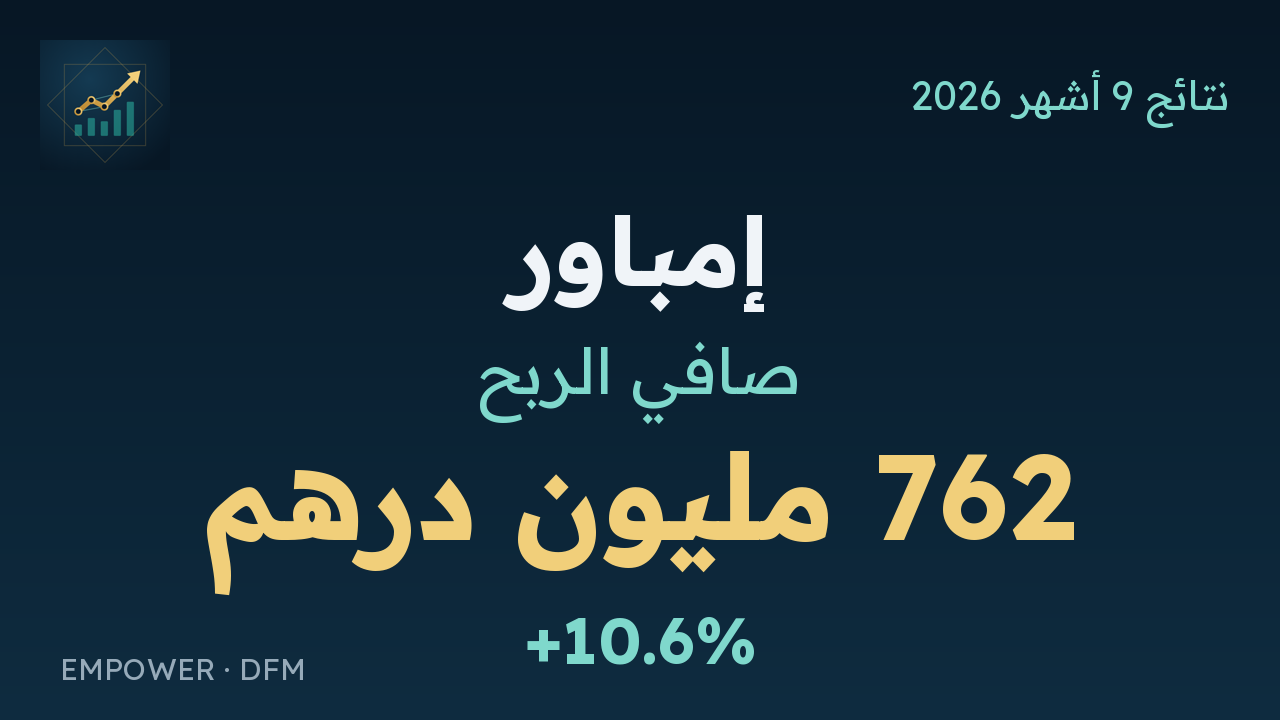 نتائج 9 أشهر 2026
إمباور
صافي الربح
762 مليون درهم
+10.6%
EMPOWER · DFM